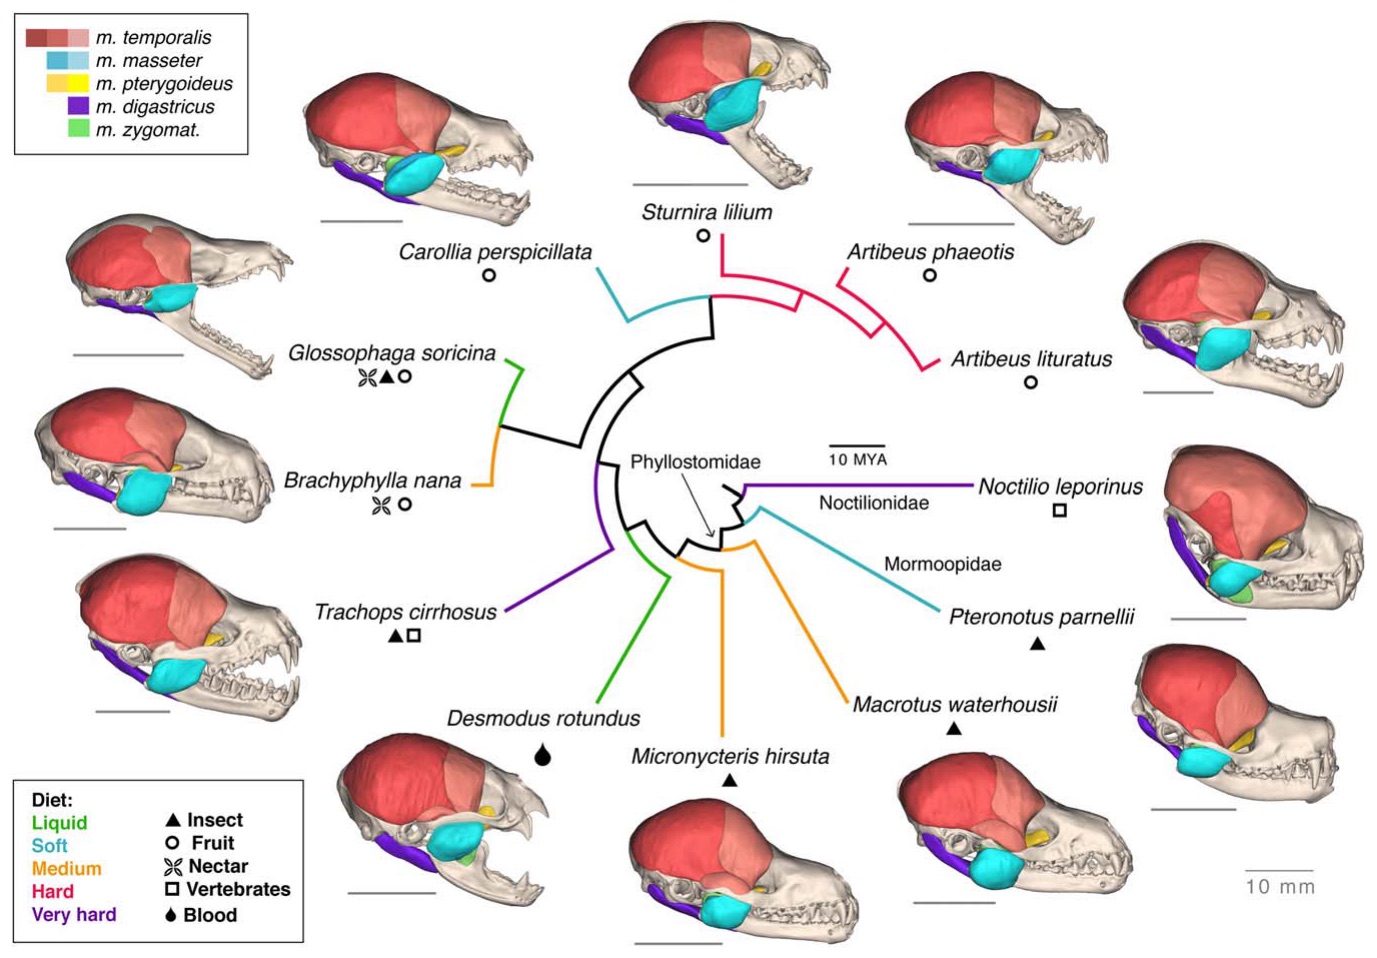 m. temporalis
m. masseter
m. pterygoideus
m. digastricus
m. zygomat.
Sturnira lilium
Carollia perspicillata
Artibeus phaeotis
Glossophaga soricina
Artibeus lituratus
10 MYA
Phyllostomidae
Brachyphylla nana
Noctilio leporinus
Noctilionidae
Mormoopidae
Trachops cirrhosus
Pteronotus parnellii
Macrotus waterhousii
Desmodus rotundus
Micronycteris hirsuta
Diet:
Liquid
Soft
Medium
Hard
Very hard
Insect
Fruit
Nectar
Vertebrates
Blood
10 mm